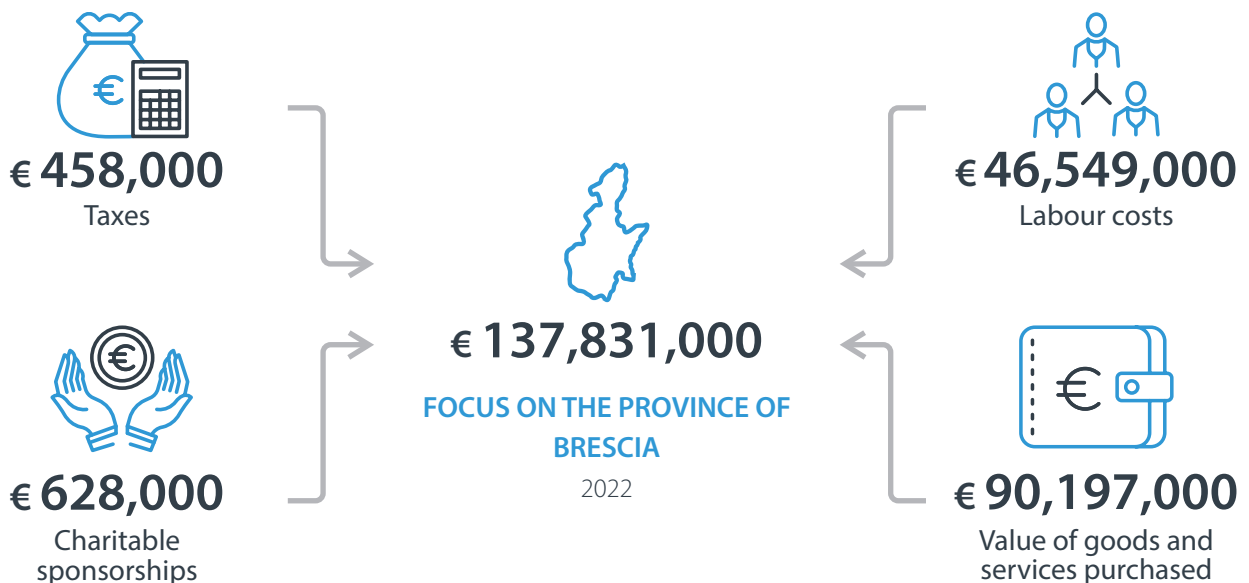 € 458,000
Taxes
€ 628,000
Charitable
sponsorships
€ 137,831,000
FOCUS ON THE PROVINCE OF
BRESCIA
2022
€ 46,549,000
Labour costs
€ 90,197,000
Value of goods and
services purchased